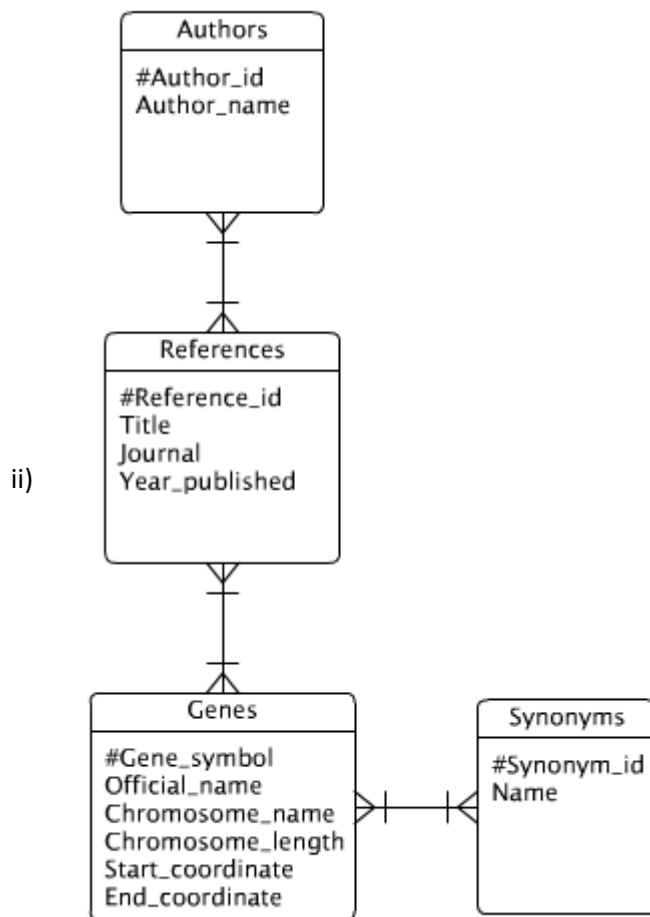 Authors
#Author_id
Author_name
References
#Reference_id
Title
Journal
Year_published
ii)
Genes
#Gene_symbol
Official_name
Chromosome_name
Chromosome_length
Start_coordinate
End_coordinate
Synonyms
#Synonym_id
Name